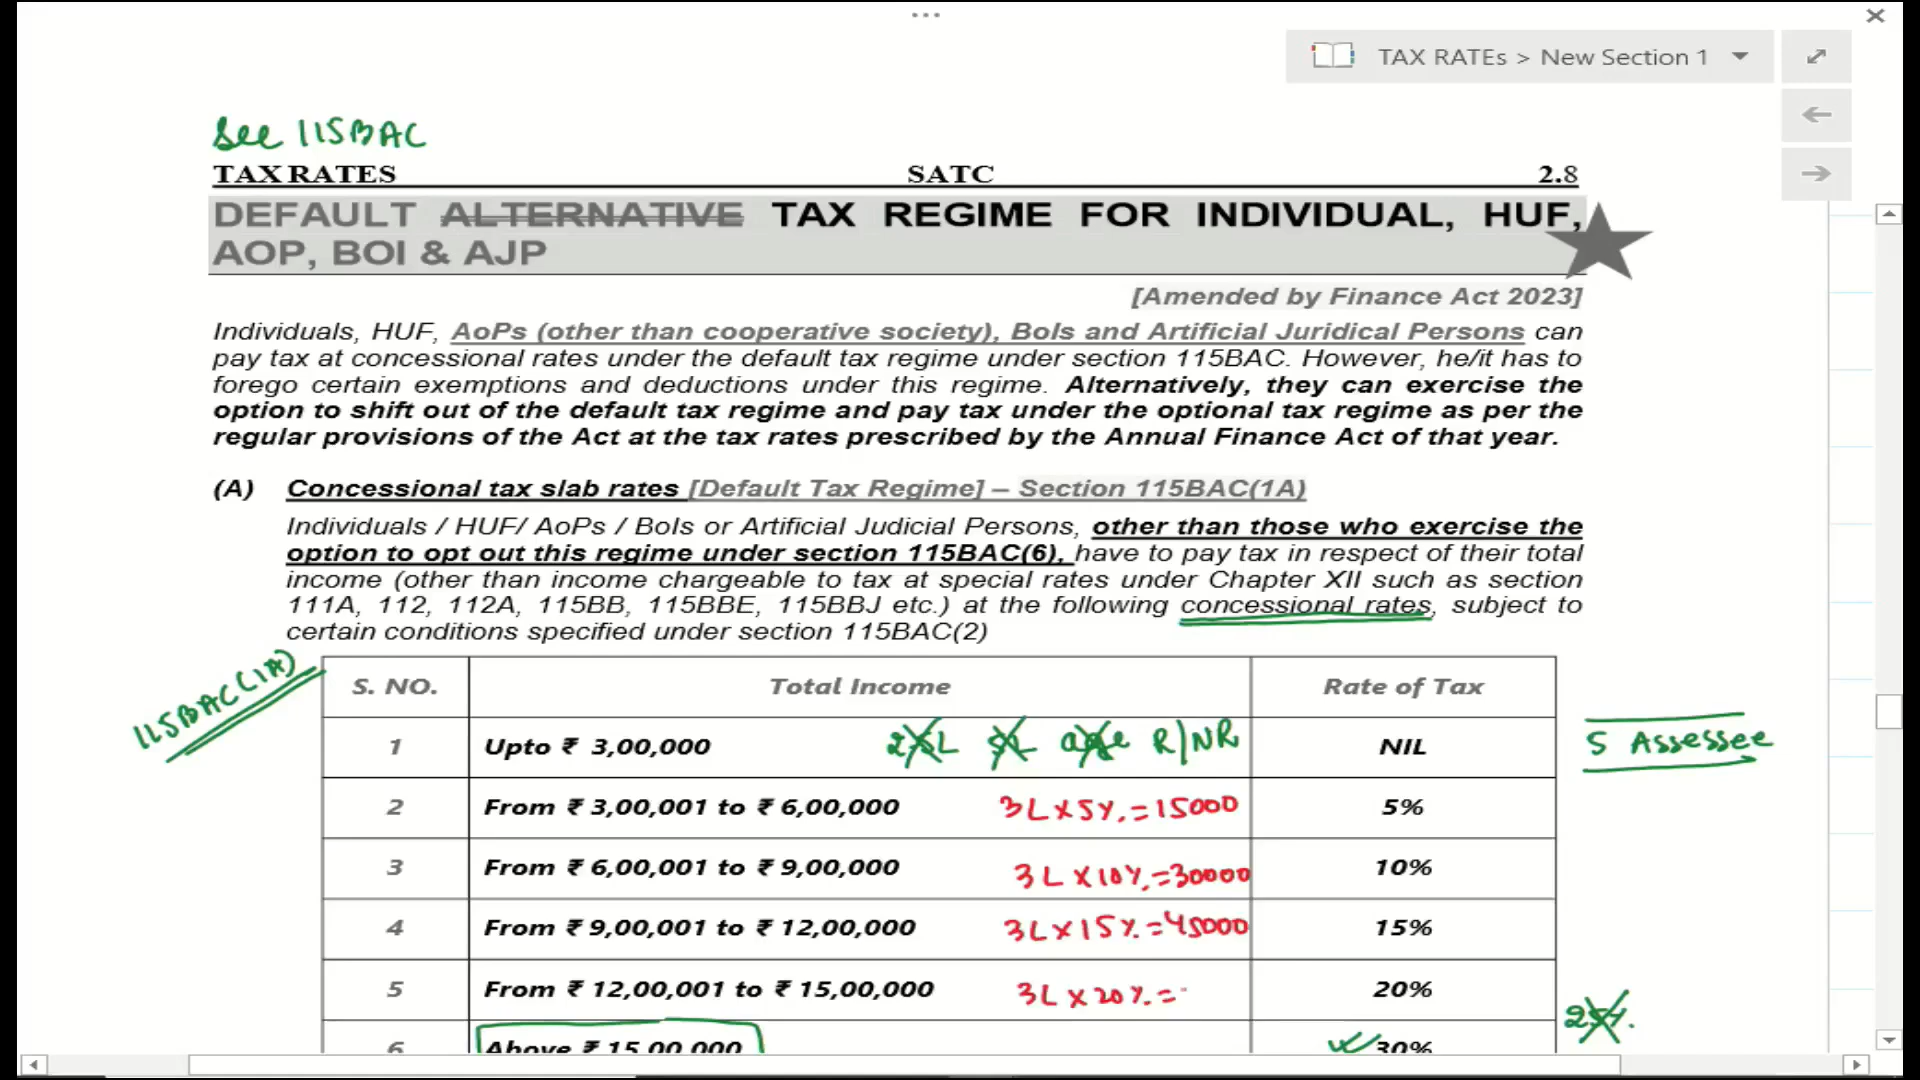 TAX RATEs > New Section 1
See 115BAC
TAX RATES SATC 2.8
DEFAULT ALTERNATIVE TAX REGIME FOR INDIVIDUAL, HUF,
AOP, BOI & AJP
[Amended by Finance Act 2023]
Individuals, HUF, AoPs (other than cooperative society), BoIs and Artificial Juridical Persons can
pay tax at concessional rates under the default tax regime under section 115BAC. However, he/it has to
forego certain exemptions and deductions under this regime. Alternatively, they can exercise the
option to shift out of the default tax regime and pay tax under the optional tax regime as per the
regular provisions of the Act at the tax rates prescribed by the Annual Finance Act of that year.
(A) Concessional tax slab rates [Default Tax Regime] – Section 115BAC(1A)
Individuals / HUF/ AoPs / BoIs or Artificial Judicial Persons, other than those who exercise the
option to opt out this regime under section 115BAC(6), have to pay tax in respect of their total
income (other than income chargeable to tax at special rates under Chapter XII such as section
111A, 112, 112A, 115BB, 115BBE, 115BBJ etc.) at the following concessional rates, subject to
certain conditions specified under section 115BAC(2)
115BAC(1A)
S. NO. Total Income Rate of Tax
1 Upto ₹ 3,00,000 2.5L 5L age R/NR NIL 5 Assessee
2 From ₹ 3,00,001 to ₹ 6,00,000 3L×5%.=15000 5%
3 From ₹ 6,00,001 to ₹ 9,00,000 3L×10%.=30000 10%
4 From ₹ 9,00,001 to ₹ 12,00,000 3L×15%.=45000 15%
5 From ₹ 12,00,001 to ₹ 15,00,000 3L×20%.= 20%
25%.
6 Above ₹ 15,00,000 30%